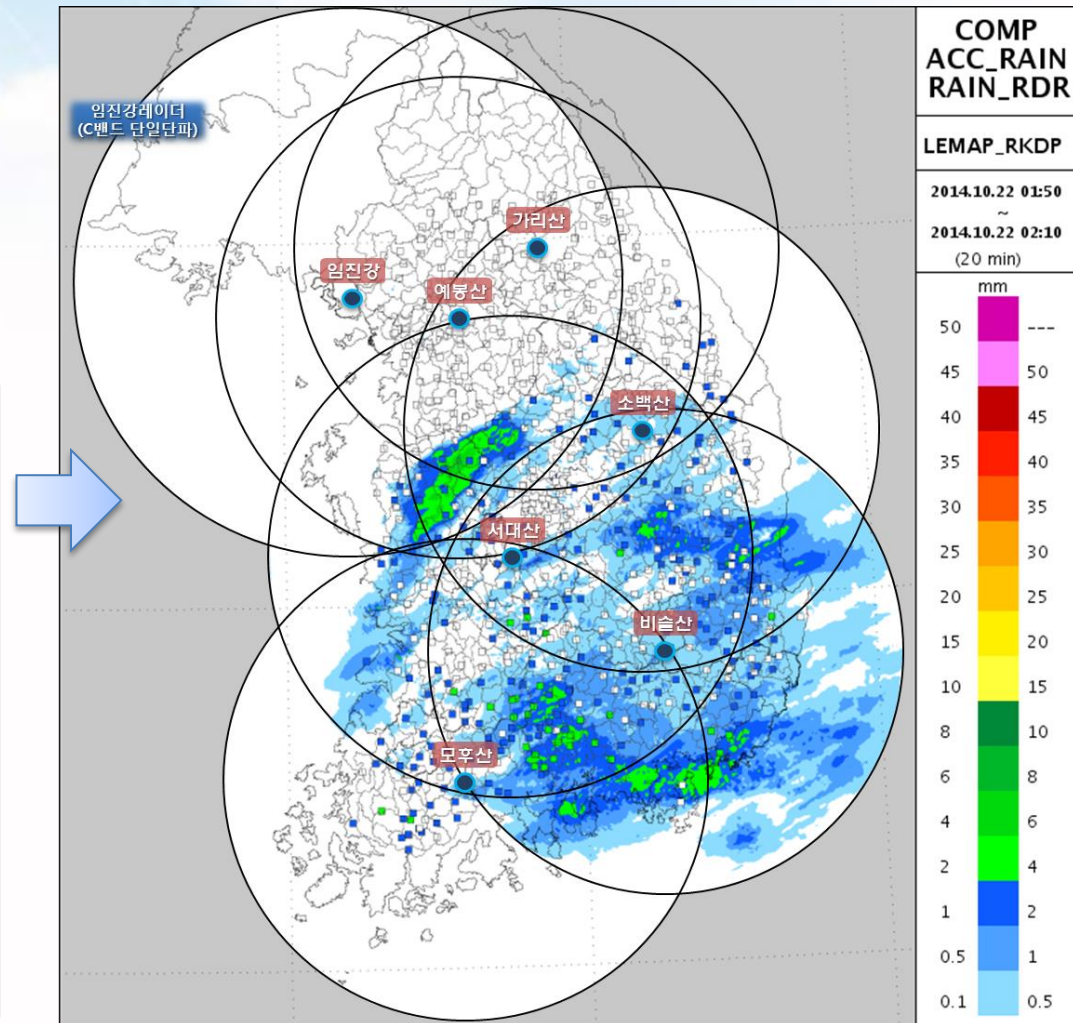 임진강레이더
(C밴드 단일단파)
가리산
임진강
예봉산
소백산
서대산
비슬산
모후산
COMP
ACC_RAIN
RAIN_RDR
LEMAP_RKDP
2014.10.22 01:50
~
2014.10.22 02:10
(20 min)
mm
50 ---
45 50
40 45
35 40
30 35
25 30
20 25
15 20
10 15
8 10
6 8
4 6
2 4
1 2
0.5 1
0.1 0.5